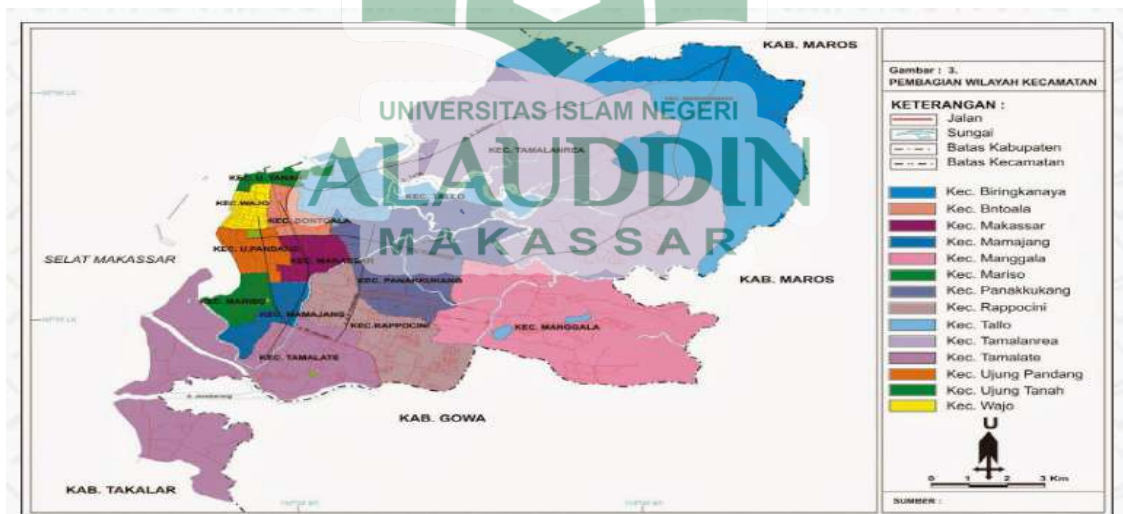 KAB. MAROS
UNIVERSITAS ISLAM NEGERI
ALAUDDIN
MAKASSAR
KEC. TAMALANREA
KEC. TALLO
KEC. U.TANAH
KEC. WAJO
KEC. BONTOALA
KEC. U.PANDANG
KEC. MAKASSAR
SELAT MAKASSAR
KEC. PANAKKUKANG
KAB. MAROS
KEC. MARISO
KEC. MAMAJANG
KEC.RAPPOCINI
KEC. MANGGALA
KEC. TAMALATE
KAB. GOWA
KAB. TAKALAR
Gambar : 3.
PEMBAGIAN WILAYAH KECAMATAN
KETERANGAN :
Jalan
Sungai
Batas Kabupaten
Batas Kecamatan
Kec. Biringkanaya
Kec. Bntoala
Kec. Makassar
Kec. Mamajang
Kec. Manggala
Kec. Mariso
Kec. Panakkukang
Kec. Rappocini
Kec. Tallo
Kec. Tamalanrea
Kec. Tamalate
Kec. Ujung Pandang
Kec. Ujung Tanah
Kec. Wajo
U
0 1 2 3 Km
SUMBER :